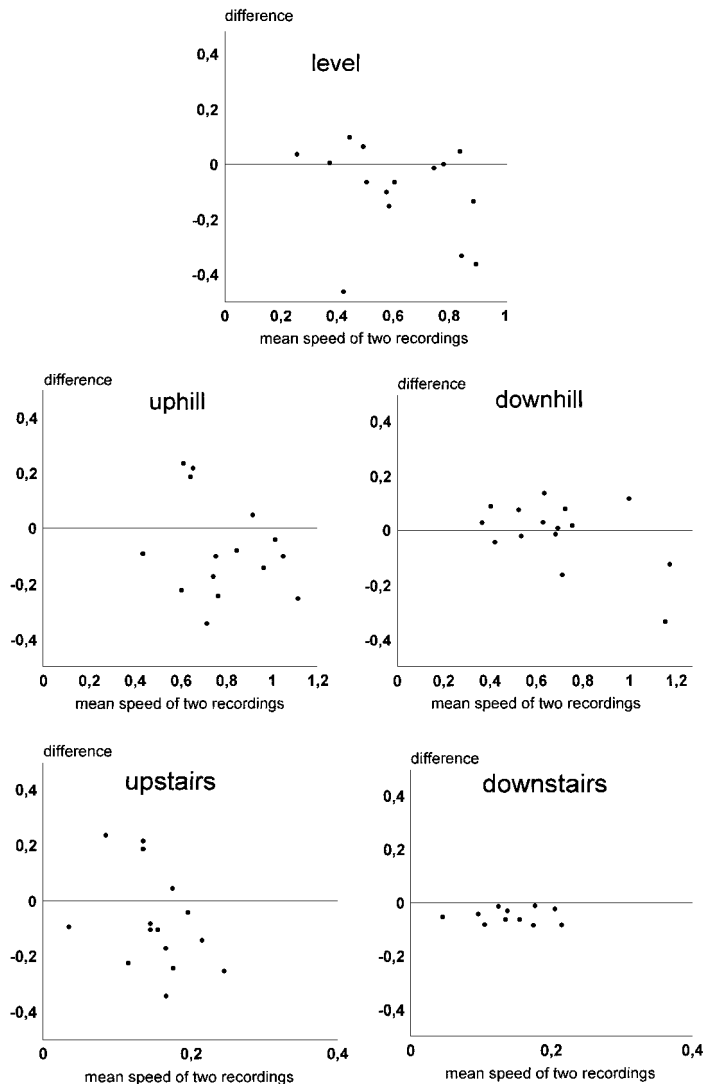 difference
level
0,4
0,2
0
-0,2
-0,4
0 0,2 0,4 0,6 0,8 1
mean speed of two recordings
difference
uphill
0,4
0,2
0
-0,2
-0,4
0 0,2 0,4 0,6 0,8 1 1,2
mean speed of two recordings
difference
downhill
0,4
0,2
0
-0,2
-0,4
0 0,2 0,4 0,6 0,8 1 1,2
mean speed of two recordings
difference
upstairs
0,4
0,2
0
-0,2
-0,4
0 0,2 0,4
mean speed of two recordings
difference
downstairs
0,4
0,2
0
-0,2
-0,4
0 0,2 0,4
mean speed of two recordings